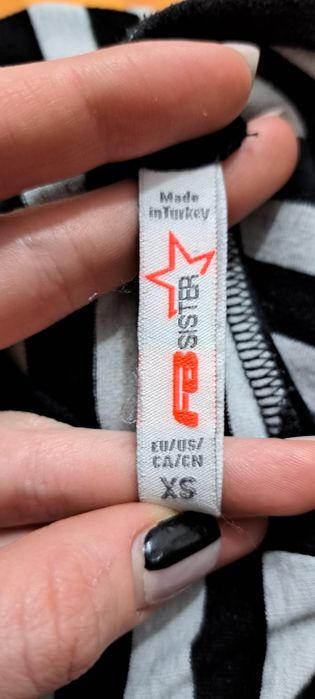 Made
in Turkey
FB SISTER
EU/US/
CA/CN
XS